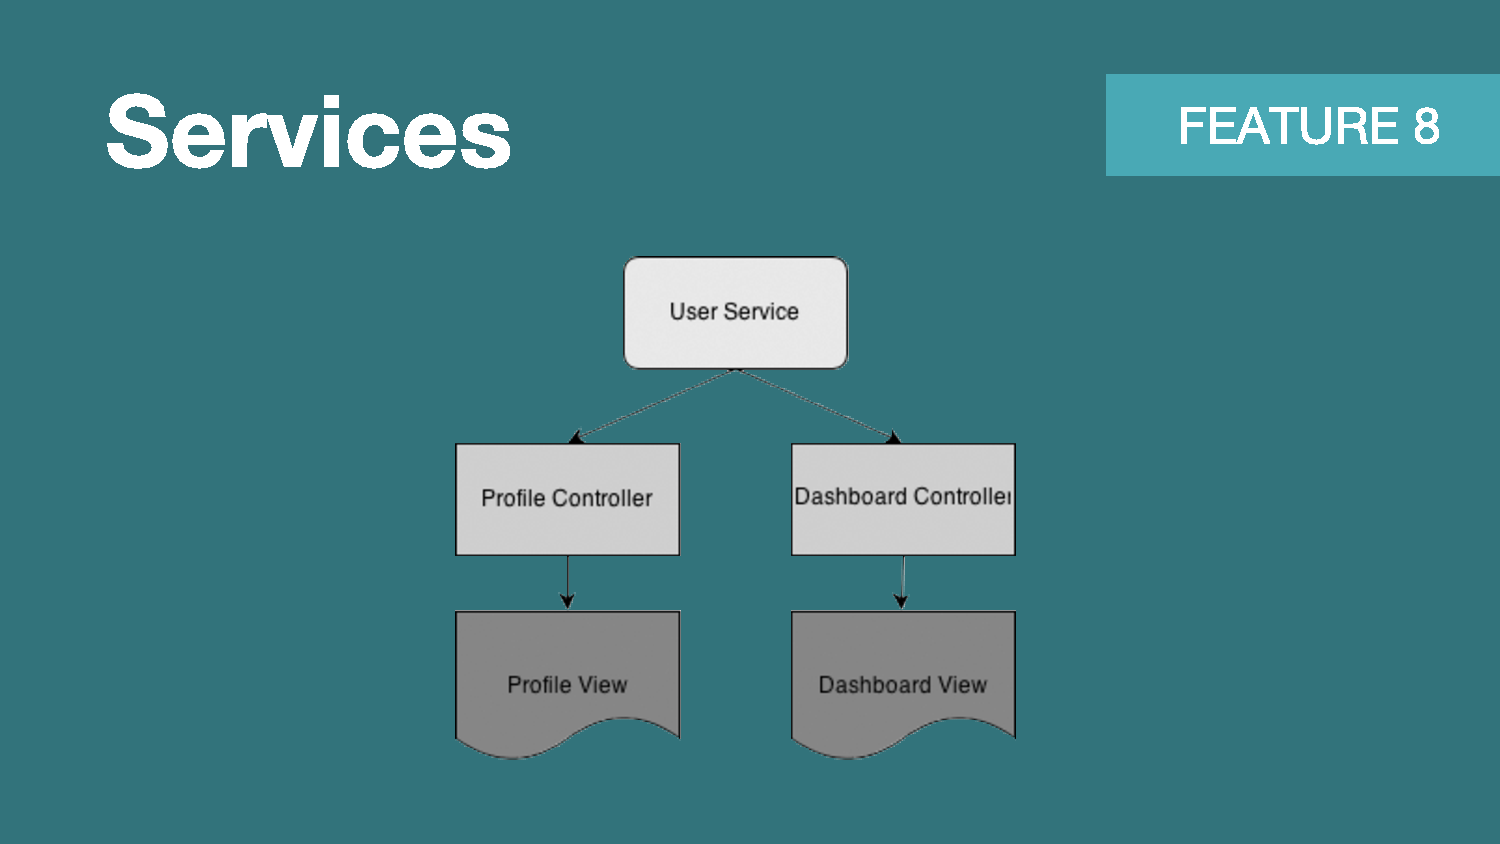 Services
FEATURE 8
User Service
Profile Controller
Dashboard Controller
Profile View
Dashboard View